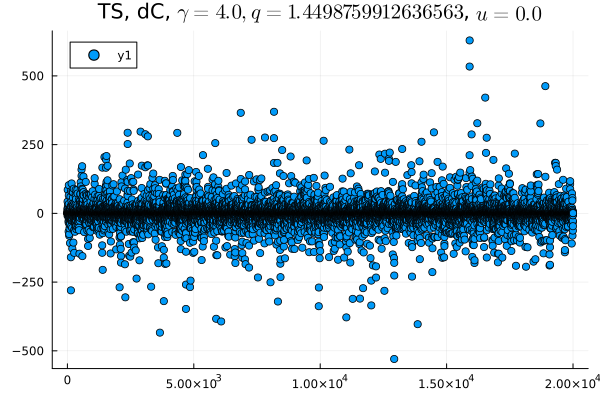 TS, dC, γ = 4.0, q = 1.4498759912636563, u = 0.0
y1
500
250
0
−250
−500
0 5.00×10³ 1.00×10⁴ 1.50×10⁴ 2.00×10⁴